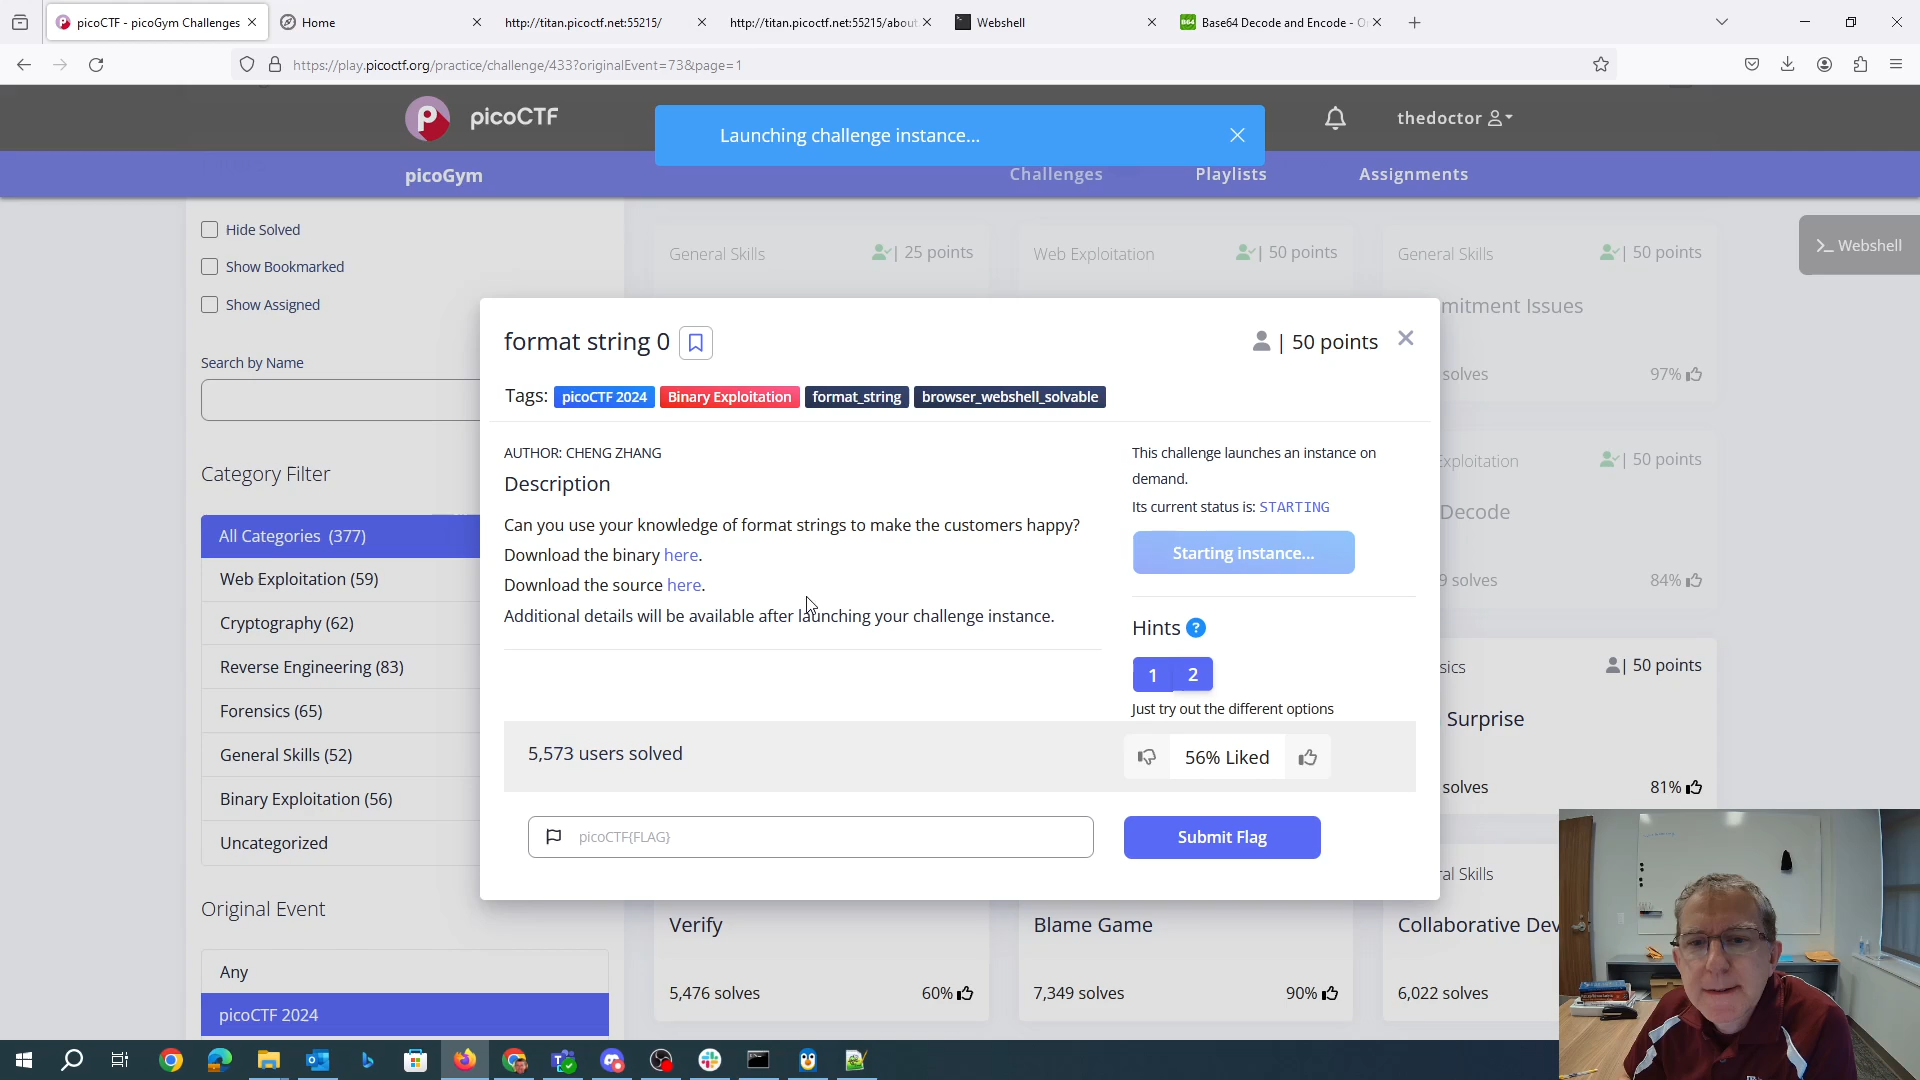 picoCTF - picoGym Challenges
Home
http://titan.picoctf.net:55215/
http://titan.picoctf.net:55215/about
Webshell
Base64 Decode and Encode - O
https://play.picoctf.org/practice/challenge/433?originalEvent=73&page=1
picoCTF
Launching challenge instance...
thedoctor
picoGym
Challenges
Playlists
Assignments
Hide Solved
Show Bookmarked
Show Assigned
Search by Name
Category Filter
All Categories (377)
Web Exploitation (59)
Cryptography (62)
Reverse Engineering (83)
Forensics (65)
General Skills (52)
Binary Exploitation (56)
Uncategorized
Original Event
Any
picoCTF 2024
General Skills | 25 points
Web Exploitation | 50 points
General Skills | 50 points
>_ Webshell
mitment Issues
solves 97%
Exploitation | 50 points
Decode
9 solves 84%
sics | 50 points
Surprise
solves 81%
format string 0
| 50 points
Tags: picoCTF 2024 Binary Exploitation format_string browser_webshell_solvable
AUTHOR: CHENG ZHANG
Description
Can you use your knowledge of format strings to make the customers happy?
Download the binary here.
Download the source here.
Additional details will be available after launching your challenge instance.
This challenge launches an instance on
demand.
Its current status is: STARTING
Starting instance...
Hints ?
1 2
Just try out the different options
5,573 users solved
56% Liked
picoCTF{FLAG}
Submit Flag
Verify
5,476 solves 60%
Blame Game
7,349 solves 90%
ral Skills
Collaborative Dev
6,022 solves